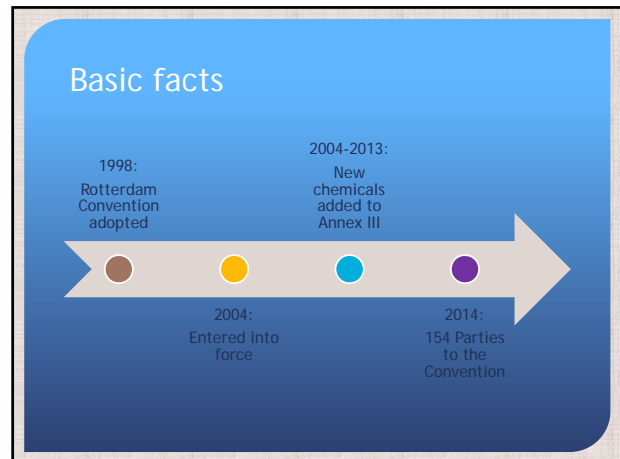 Basic facts
1998:
Rotterdam
Convention
adopted
2004:
Entered into
force
2004-2013:
New
chemicals
added to
Annex III
2014:
154 Parties
to the
Convention